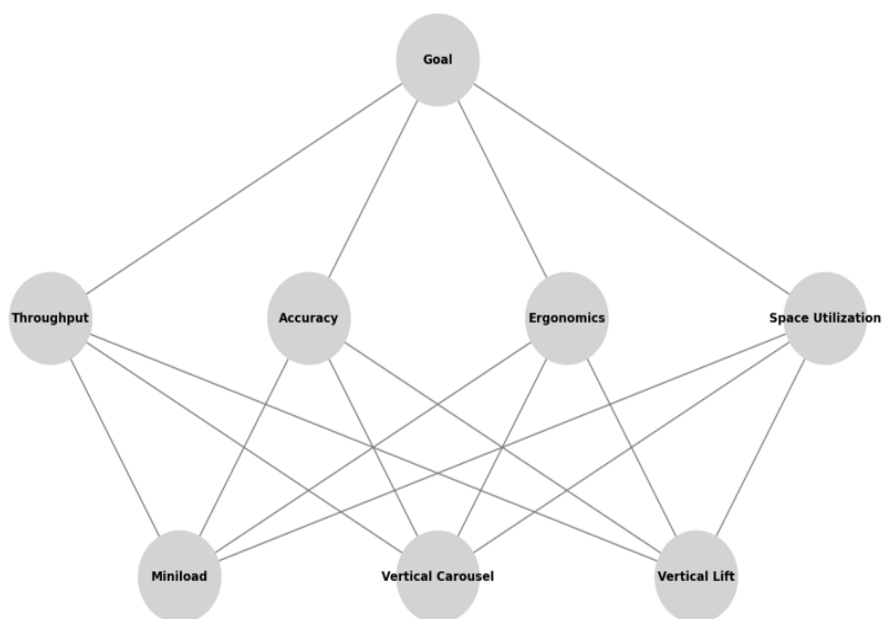 Goal
Throughput
Accuracy
Ergonomics
Space Utilization
Miniload
Vertical Carousel
Vertical Lift